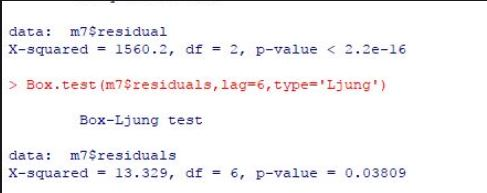 data: m7$residual
X-squared = 1560.2, df = 2, p-value < 2.2e-16
> Box.test(m7$residuals,lag=6,type='Ljung')
Box-Ljung test
data: m7$residuals
X-squared = 13.329, df = 6, p-value = 0.03809